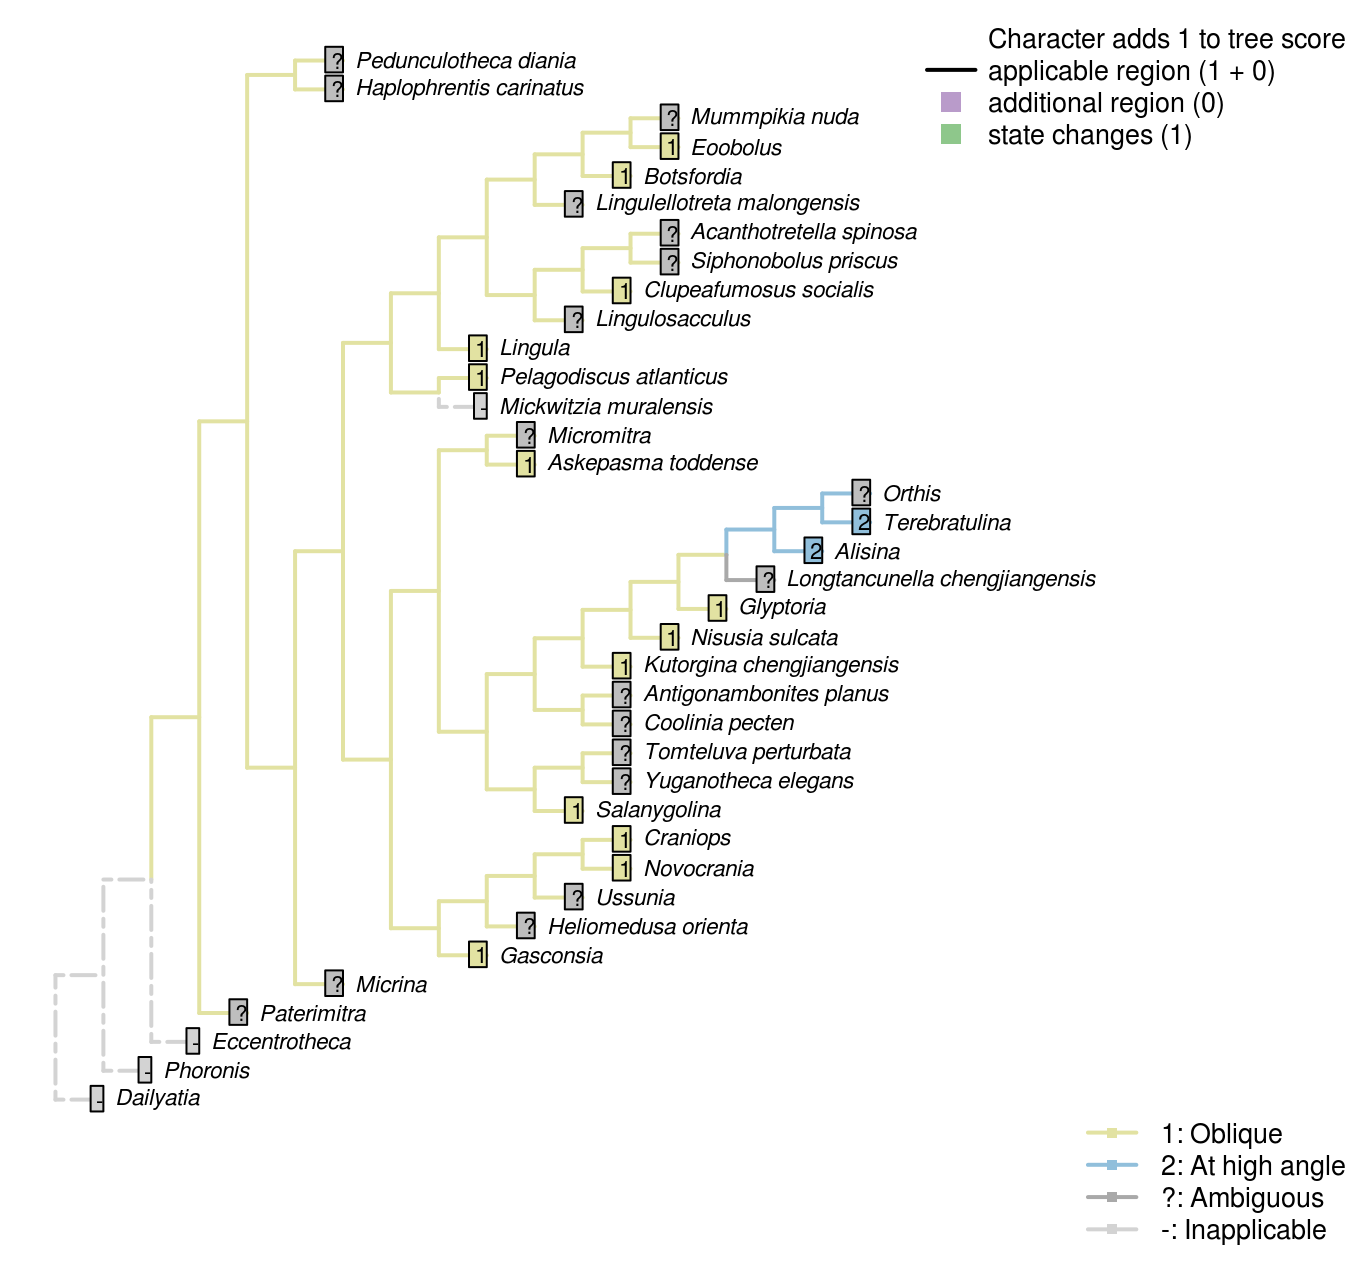 Character adds 1 to tree score
applicable region (1 + 0)
additional region (0)
state changes (1)
? Pedunculotheca diania
? Haplophrentis carinatus
? Mummpikia nuda
1 Eoobolus
1 Botsfordia
? Lingulellotreta malongensis
? Acanthotretella spinosa
? Siphonobolus priscus
1 Clupeafumosus socialis
? Lingulosacculus
1 Lingula
1 Pelagodiscus atlanticus
- Mickwitzia muralensis
? Micromitra
1 Askepasma toddense
? Orthis
2 Terebratulina
2 Alisina
? Longtancunella chengjiangensis
1 Glyptoria
1 Nisusia sulcata
1 Kutorgina chengjiangensis
? Antigonambonites planus
? Coolinia pecten
? Tomteluva perturbata
? Yuganotheca elegans
1 Salanygolina
1 Craniops
1 Novocrania
? Ussunia
? Heliomedusa orienta
1 Gasconsia
? Micrina
? Paterimitra
- Eccentrotheca
- Phoronis
- Dailyatia
1: Oblique
2: At high angle
?: Ambiguous
-: Inapplicable